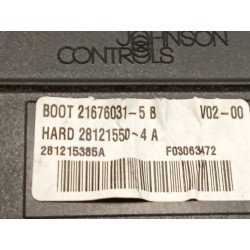 JOHNSON
CONTROLS
BOOT 21676031-5 B V02-00
HARD 28121550-4 A
281215385A F03063472